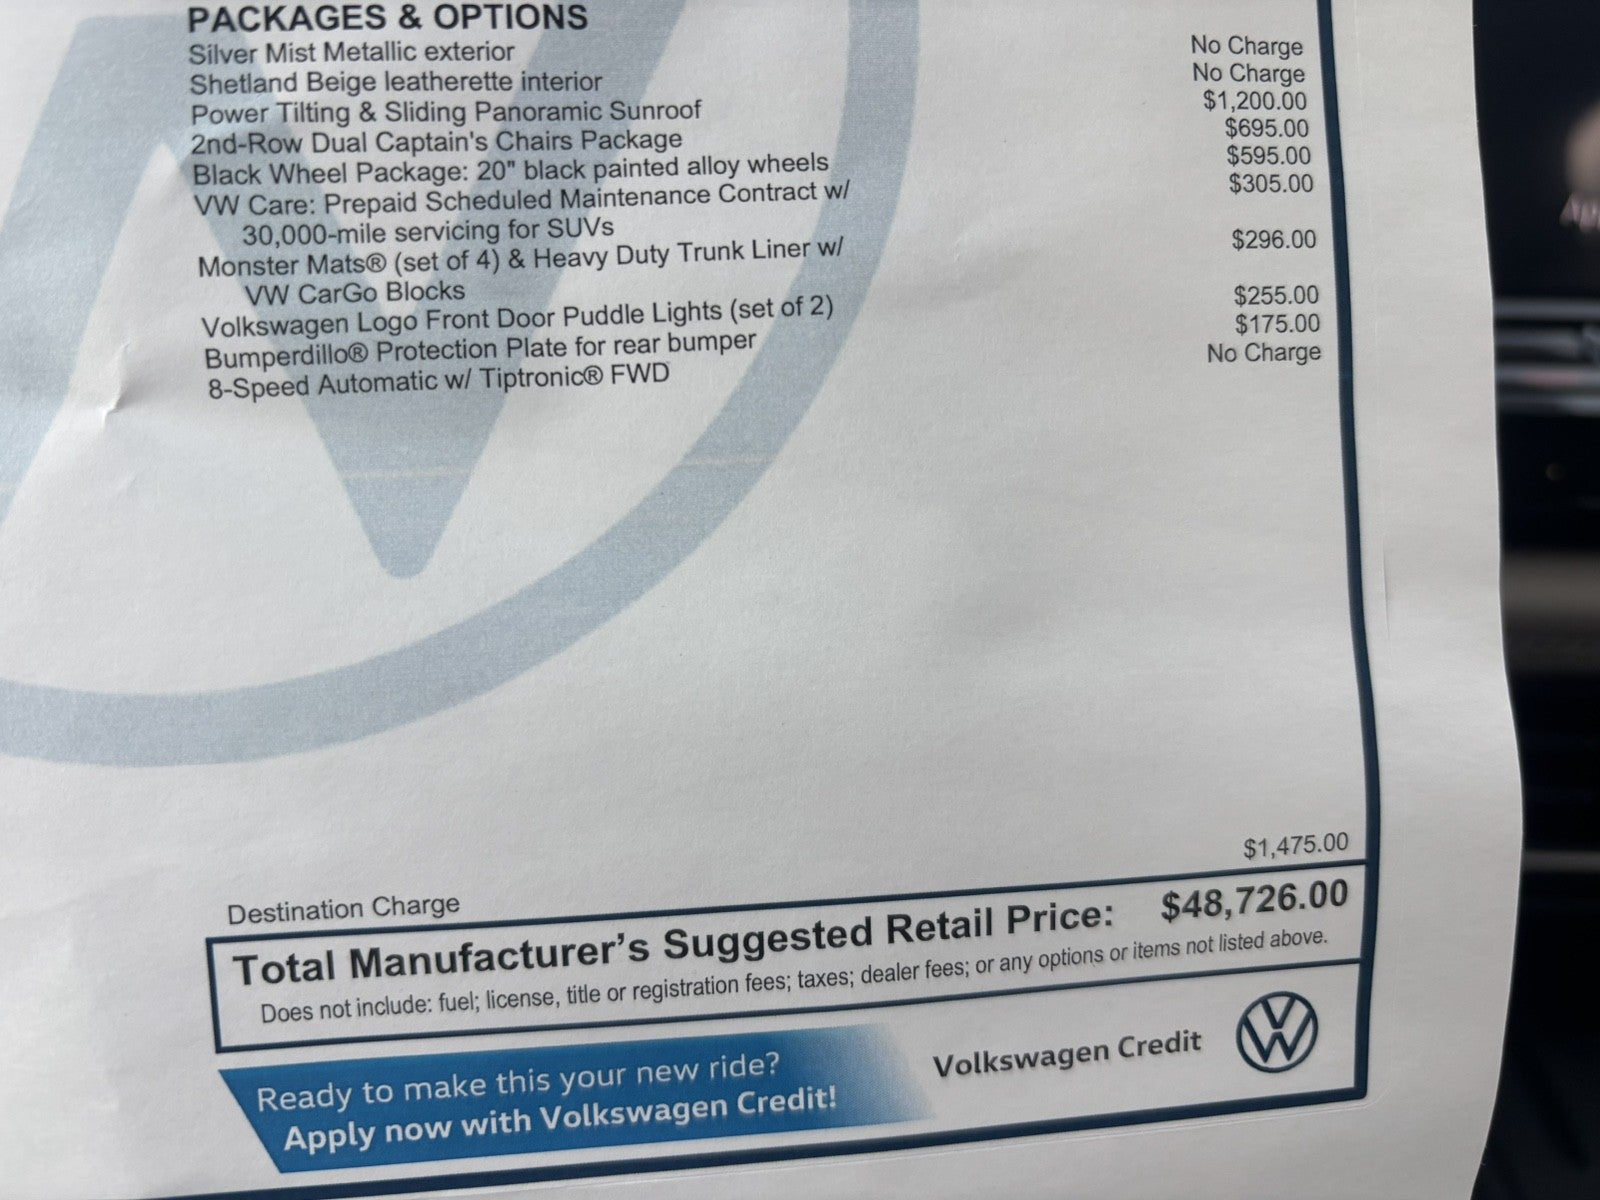 PACKAGES & OPTIONS
Silver Mist Metallic exterior No Charge
Shetland Beige leatherette interior No Charge
Power Tilting & Sliding Panoramic Sunroof $1,200.00
2nd-Row Dual Captain's Chairs Package $695.00
Black Wheel Package: 20" black painted alloy wheels $595.00
VW Care: Prepaid Scheduled Maintenance Contract w/ $305.00
30,000-mile servicing for SUVs
Monster Mats® (set of 4) & Heavy Duty Trunk Liner w/ $296.00
VW CarGo Blocks
Volkswagen Logo Front Door Puddle Lights (set of 2) $255.00
Bumperdillo® Protection Plate for rear bumper $175.00
8-Speed Automatic w/ Tiptronic® FWD No Charge
Destination Charge $1,475.00
Total Manufacturer's Suggested Retail Price: $48,726.00
Does not include: fuel; license, title or registration fees; taxes; dealer fees; or any options or items not listed above.
Ready to make this your new ride?
Apply now with Volkswagen Credit!
Volkswagen Credit